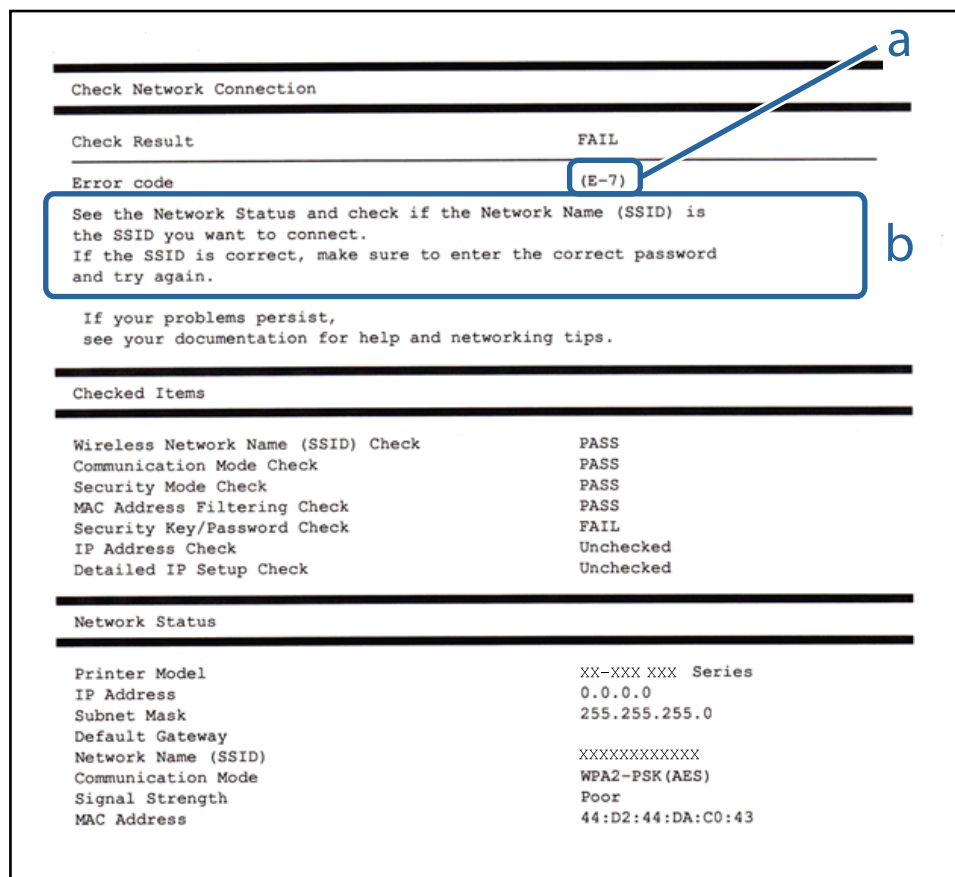 a
Check Network Connection
Check Result FAIL
Error code (E-7)
See the Network Status and check if the Network Name (SSID) is
the SSID you want to connect.
If the SSID is correct, make sure to enter the correct password
and try again.
b
If your problems persist,
see your documentation for help and networking tips.
Checked Items
Wireless Network Name (SSID) Check PASS
Communication Mode Check PASS
Security Mode Check PASS
MAC Address Filtering Check PASS
Security Key/Password Check FAIL
IP Address Check Unchecked
Detailed IP Setup Check Unchecked
Network Status
Printer Model XX-XXX XXX Series
IP Address 0.0.0.0
Subnet Mask 255.255.255.0
Default Gateway
Network Name (SSID) XXXXXXXXXXXX
Communication Mode WPA2-PSK(AES)
Signal Strength Poor
MAC Address 44:D2:44:DA:C0:43